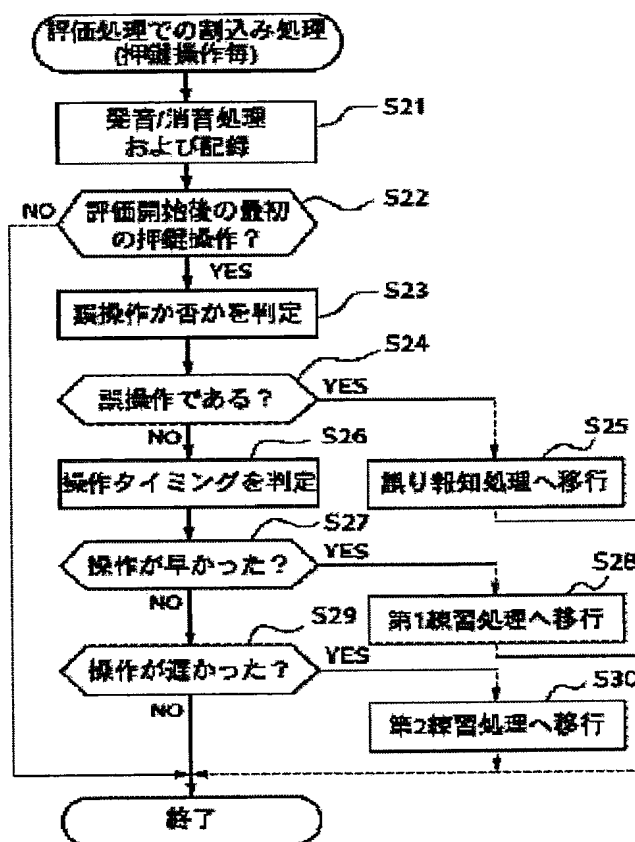 評価処理での割込み処理
(押鍵操作毎)
発音/消音処理
および記録
S21
評価開始後の最初
の押鍵操作？
S22
NO
YES
誤操作か否かを判定
S23
誤操作である？
S24
YES
NO
誤り報知処理へ移行
S25
操作タイミングを判定
S26
操作が早かった？
S27
YES
NO
第1練習処理へ移行
S28
操作が遅かった？
S29
YES
NO
第2練習処理へ移行
S30
終了